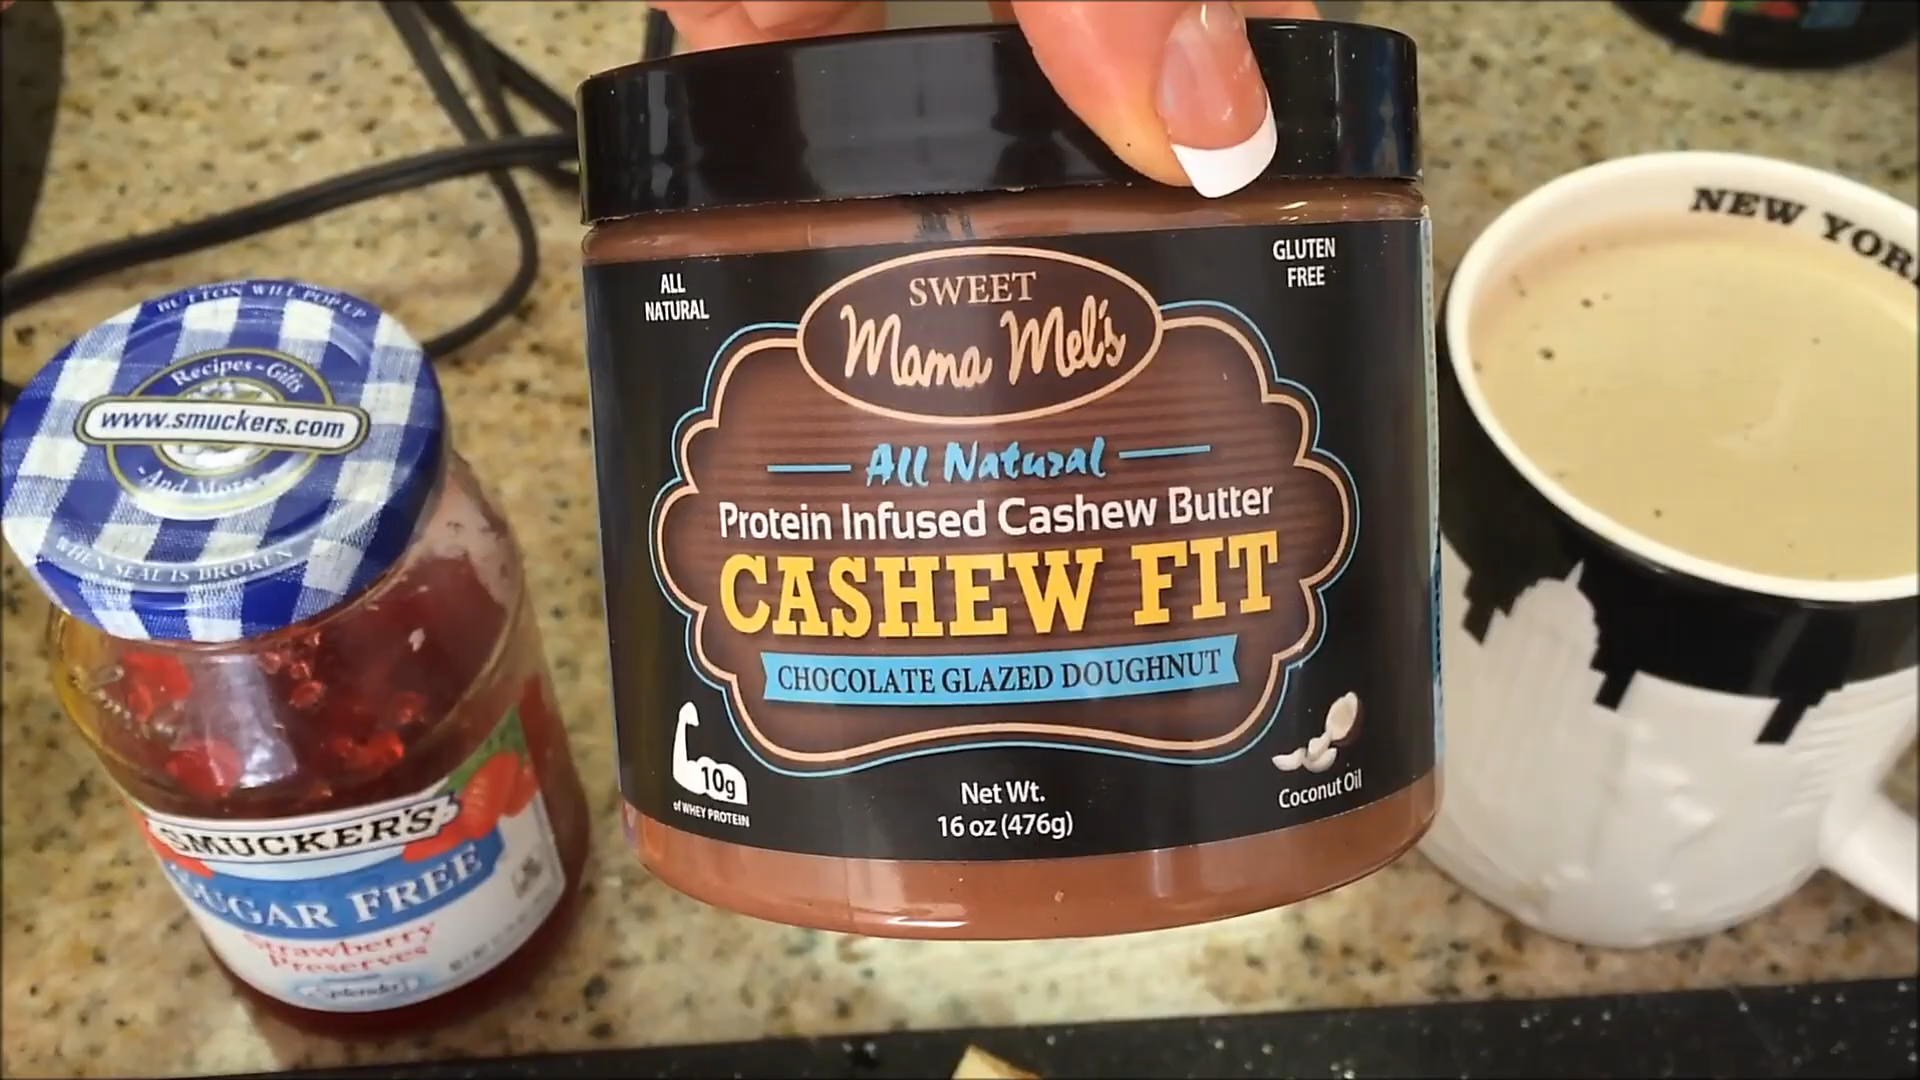 BUTTON WILL POP UP
Recipes-Gifts
www.smuckers.com
-And More-
WHEN SEAL IS BROKEN
SMUCKER'S
SUGAR FREE
Strawberry
Preserves
Splenda
ALL
NATURAL
GLUTEN
FREE
SWEET
Mama Mel's
All Natural
Protein Infused Cashew Butter
CASHEW FIT
CHOCOLATE GLAZED DOUGHNUT
10g
of WHEY PROTEIN
Net Wt.
16 oz (476g)
Coconut Oil
NEW YOR